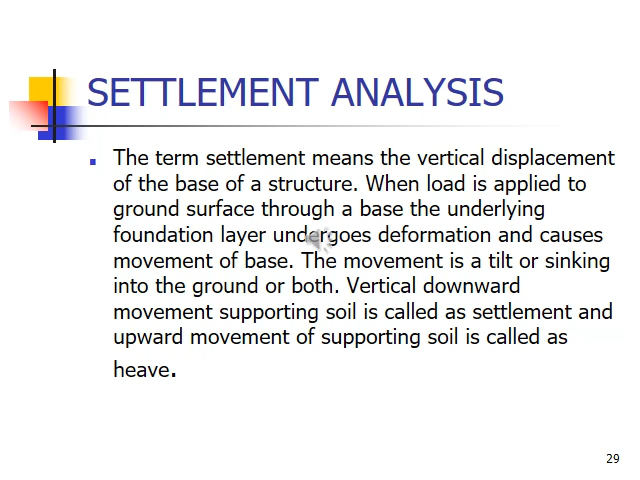 SETTLEMENT ANALYSIS
The term settlement means the vertical displacement
of the base of a structure. When load is applied to
ground surface through a base the underlying
foundation layer undergoes deformation and causes
movement of base. The movement is a tilt or sinking
into the ground or both. Vertical downward
movement supporting soil is called as settlement and
upward movement of supporting soil is called as
heave.
29